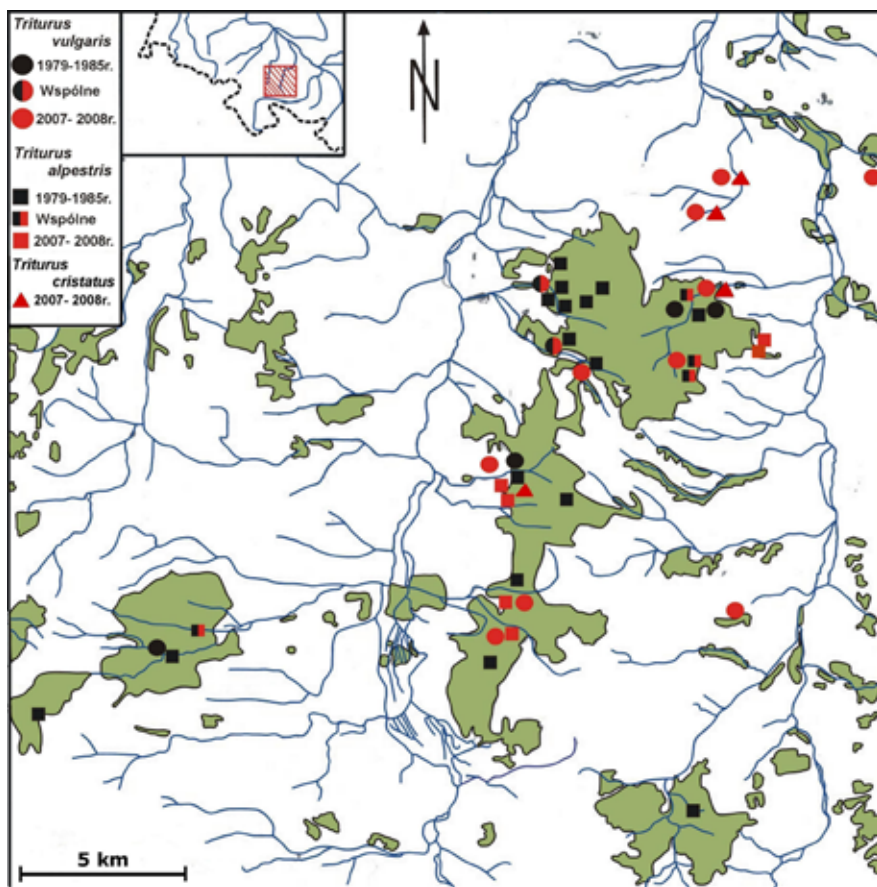 Triturus
vulgaris
1979-1985r.
Wspólne
2007- 2008r.
Triturus
alpestris
1979-1985r.
Wspólne
2007- 2008r.
Triturus
cristatus
2007- 2008r.
N
5 km